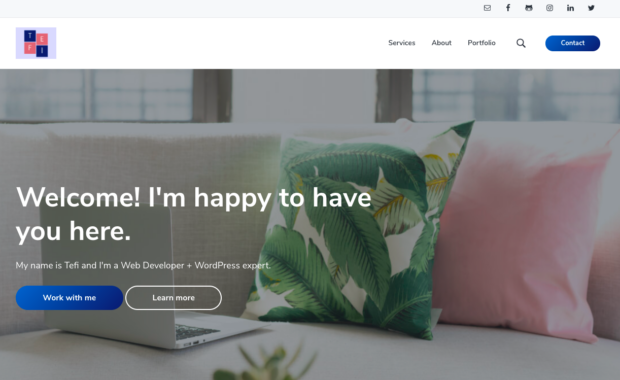 T
E
F
I
Services About Portfolio Contact
Welcome! I'm happy to have
you here.
My name is Tefi and I'm a Web Developer + WordPress expert.
Work with me Learn more